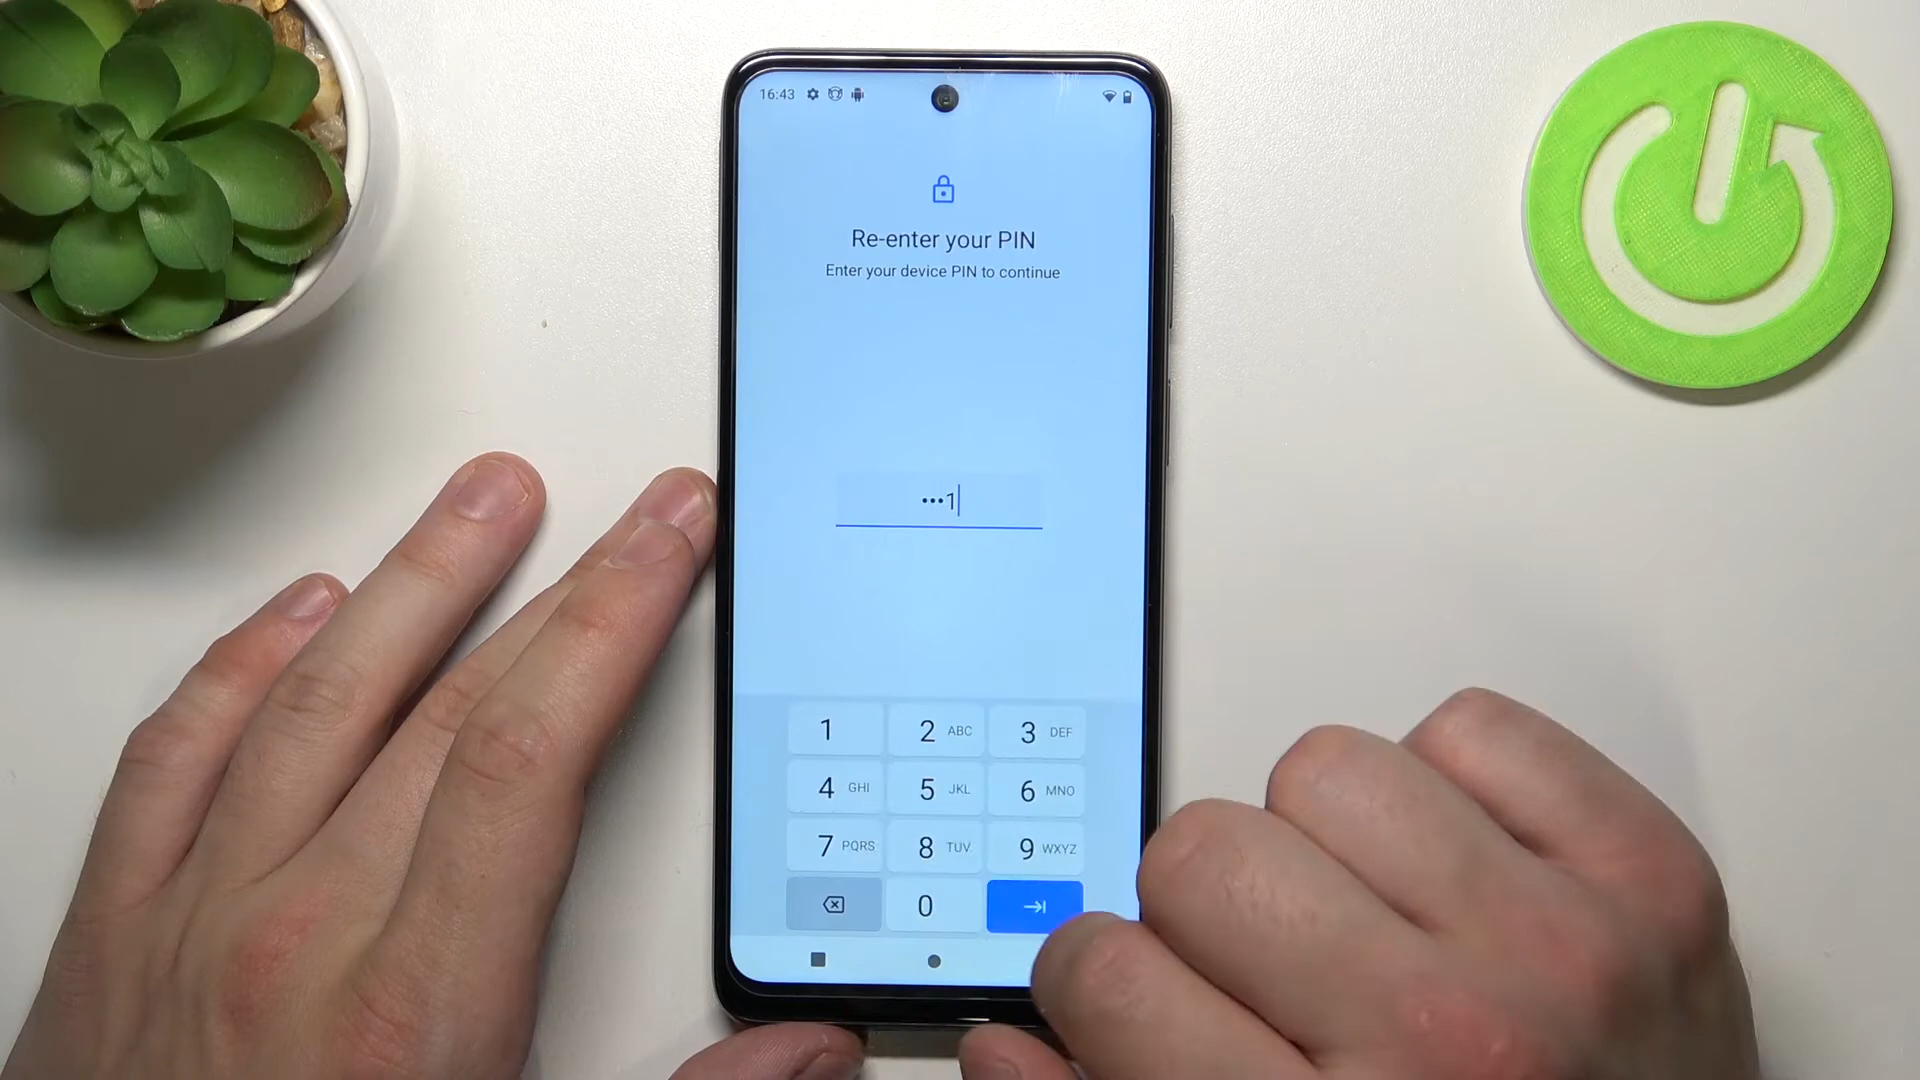 16:43
Re-enter your PIN
Enter your device PIN to continue
•••1
1
2 ABC
3 DEF
4 GHI
5 JKL
6 MNO
7 PQRS
8 TUV
9 WXYZ
0